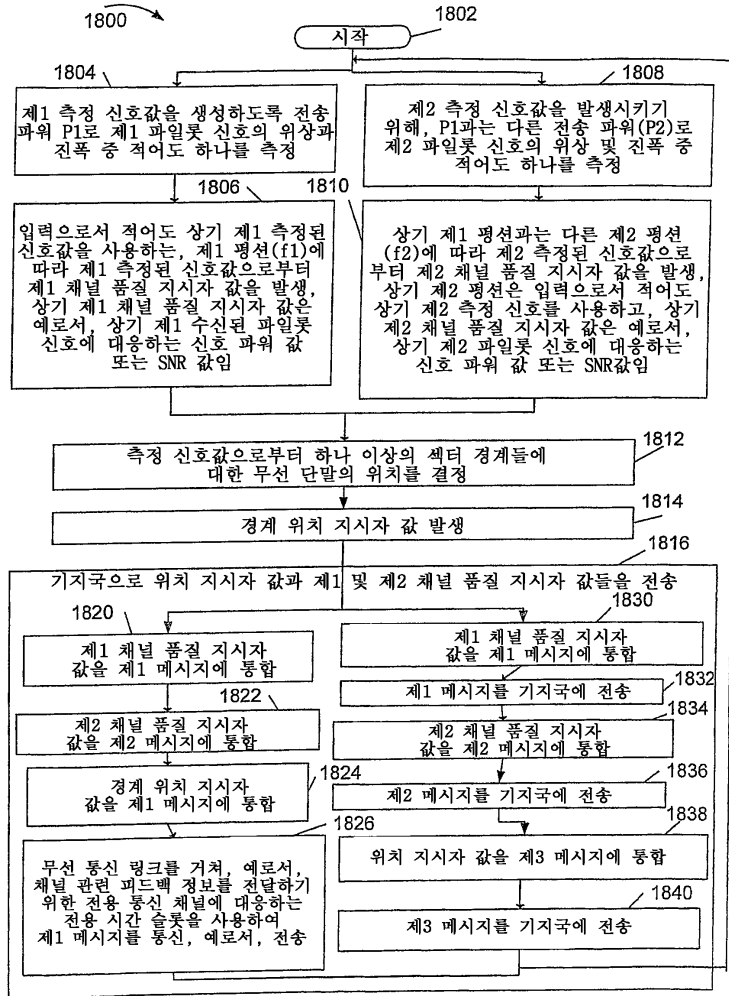 1800
시작
1802
1804
제1 측정 신호값을 생성하도록 전송
파워 P1로 제1 파일롯 신호의 위상과
진폭 중 적어도 하나를 측정
1808
제2 측정 신호값을 발생시키기
위해, P1과는 다른 전송 파워(P2)로
제2 파일롯 신호의 위상 및 진폭 중
적어도 하나를 측정
1806
입력으로서 적어도 상기 제1 측정된
신호값을 사용하는, 제1 펑션(f1)에
따라 제1 측정된 신호값으로부터
제1 채널 품질 지시자 값을 발생,
상기 제1 채널 품질 지시자 값은
예로서, 상기 제1 수신된 파일롯
신호에 대응하는 신호 파워 값
또는 SNR 값임
1810
상기 제1 펑션과는 다른 제2 펑션
(f2)에 따라 제2 측정된 신호값으로
부터 제2 채널 품질 지시자 값을 발생,
상기 제2 펑션은 입력으로서 적어도
상기 제2 측정 신호를 사용하고, 상기
제2 채널 품질 지시자 값은 예로서,
상기 제2 파일롯 신호에 대응하는
신호 파워 값 또는 SNR값임
측정 신호값으로부터 하나 이상의 섹터 경계들에
대한 무선 단말의 위치를 결정
1812
경계 위치 지시자 값 발생
1814
1816
기지국으로 위치 지시자 값과 제1 및 제2 채널 품질 지시자 값들을 전송
1820
제1 채널 품질 지시자
값을 제1 메시지에 통합
1822
제2 채널 품질 지시자
값을 제2 메시지에 통합
경계 위치 지시자
값을 제1 메시지에 통합
1824
1826
무선 통신 링크를 거쳐, 예로서,
채널 관련 피드백 정보를 전달하기
위한 전용 통신 채널에 대응하는
전용 시간 슬롯을 사용하여
제1 메시지를 통신, 예로서, 전송
1830
제1 채널 품질 지시자
값을 제1 메시지에 통합
제1 메시지를 기지국에 전송
1832
1834
제2 채널 품질 지시자
값을 제2 메시지에 통합
1836
제2 메시지를 기지국에 전송
1838
위치 지시자 값을 제3 메시지에 통합
1840
제3 메시지를 기지국에 전송